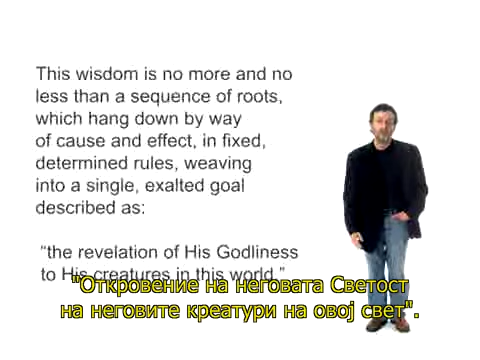 This wisdom is no more and no
less than a sequence of roots,
which hang down by way
of cause and effect, in fixed,
determined rules, weaving
into a single, exalted goal
described as:
“the revelation of His Godliness
to His creatures in this world.”
"Откровение на неговата Светост
на неговите креатури на овој свет".